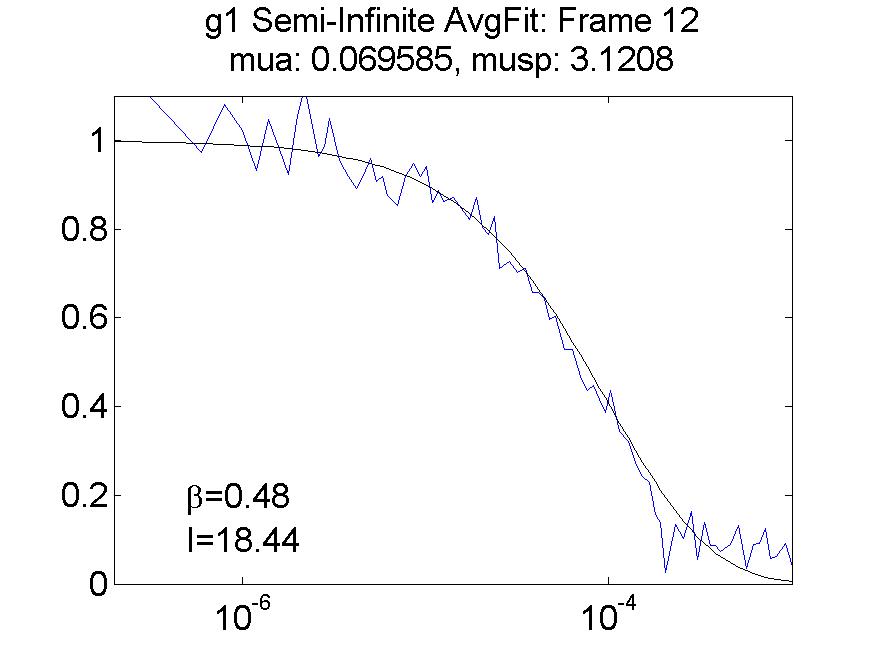 g1 Semi-Infinite AvgFit: Frame 12
mua: 0.069585, musp: 3.1208
1
0.8
0.6
0.4
0.2
0
β=0.48
I=18.44
10^-6
10^-4